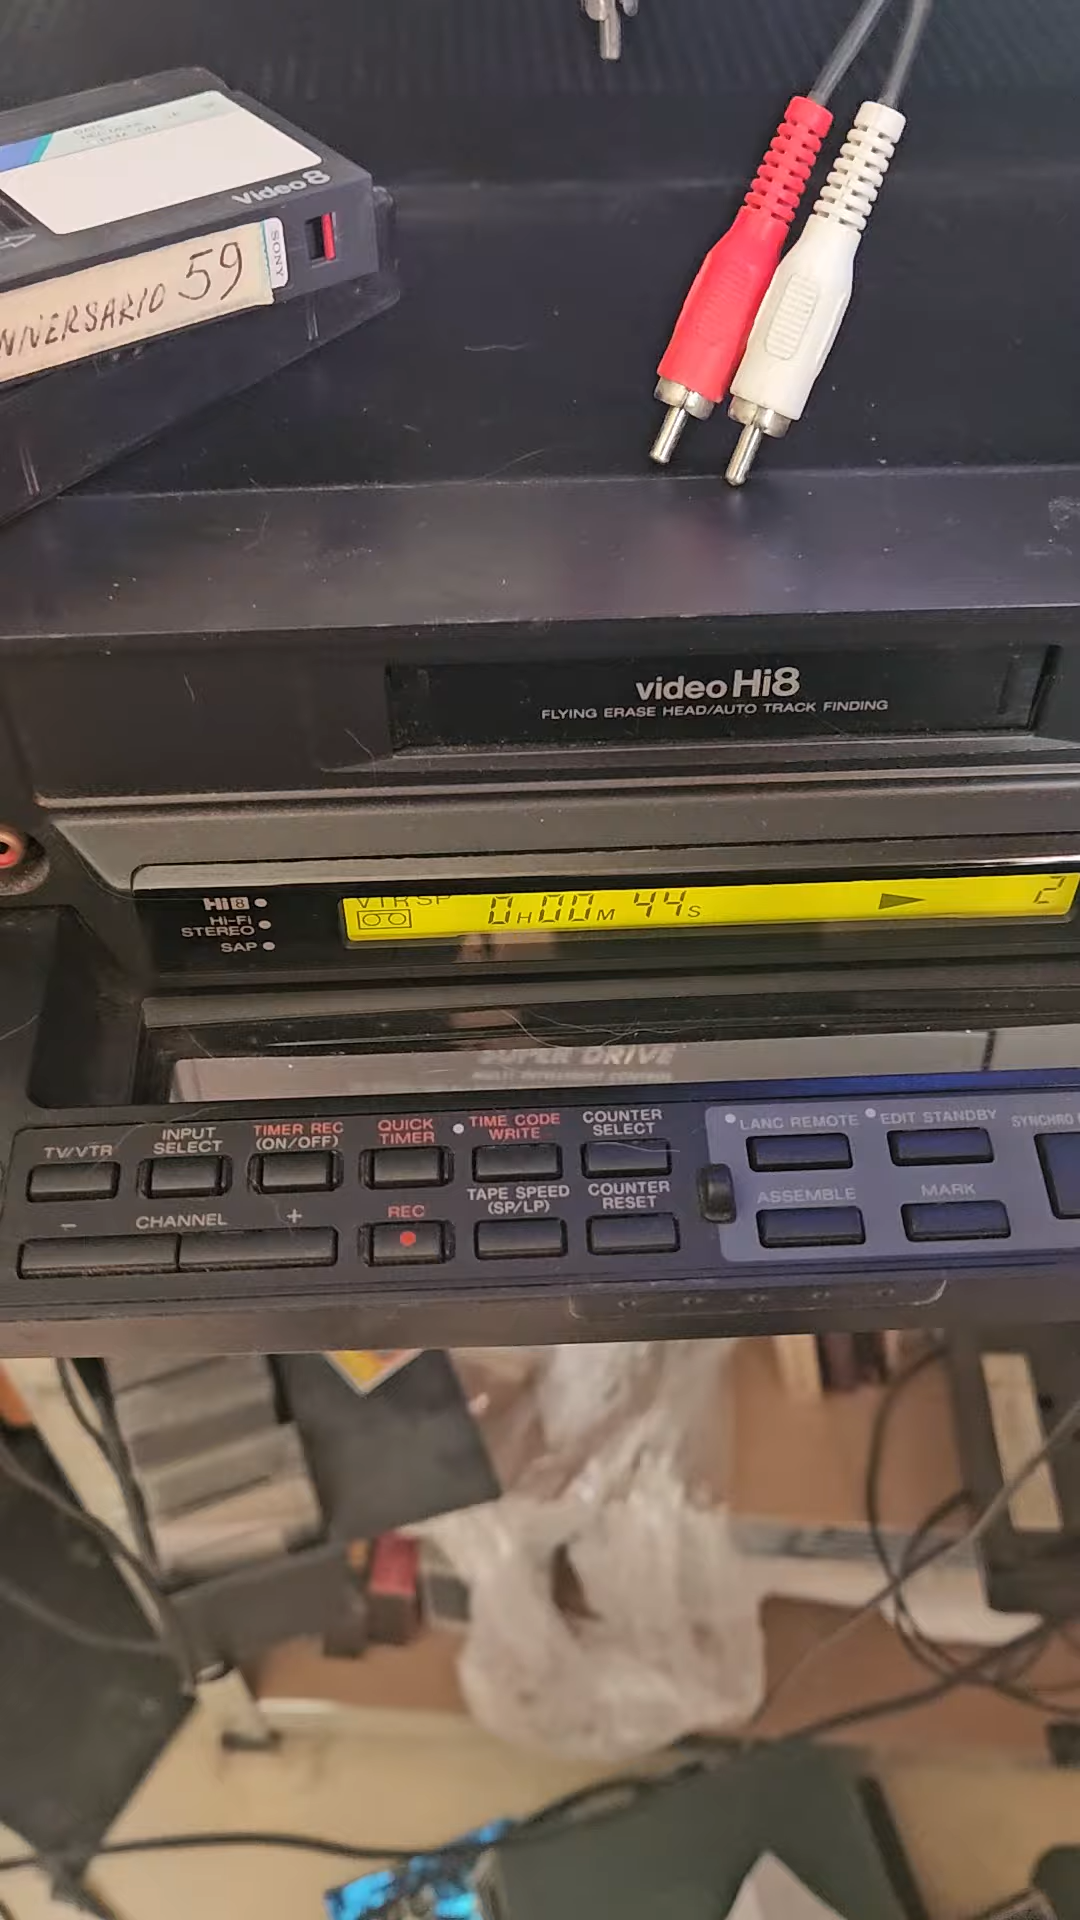 Video8
SONY
ANNIVERSARIO 59
video Hi8
FLYING ERASE HEAD/AUTO TRACK FINDING
Hi8
Hi-Fi
STEREO
SAP
VTR SP
0H00M 44S
2
SUPER DRIVE
TV/VTR
INPUT
SELECT
TIMER REC
(ON/OFF)
QUICK
TIMER
TIME CODE
WRITE
COUNTER
SELECT
LANC REMOTE
EDIT STANDBY
SYNCHRO
- CHANNEL +
REC
TAPE SPEED
(SP/LP)
COUNTER
RESET
ASSEMBLE
MARK